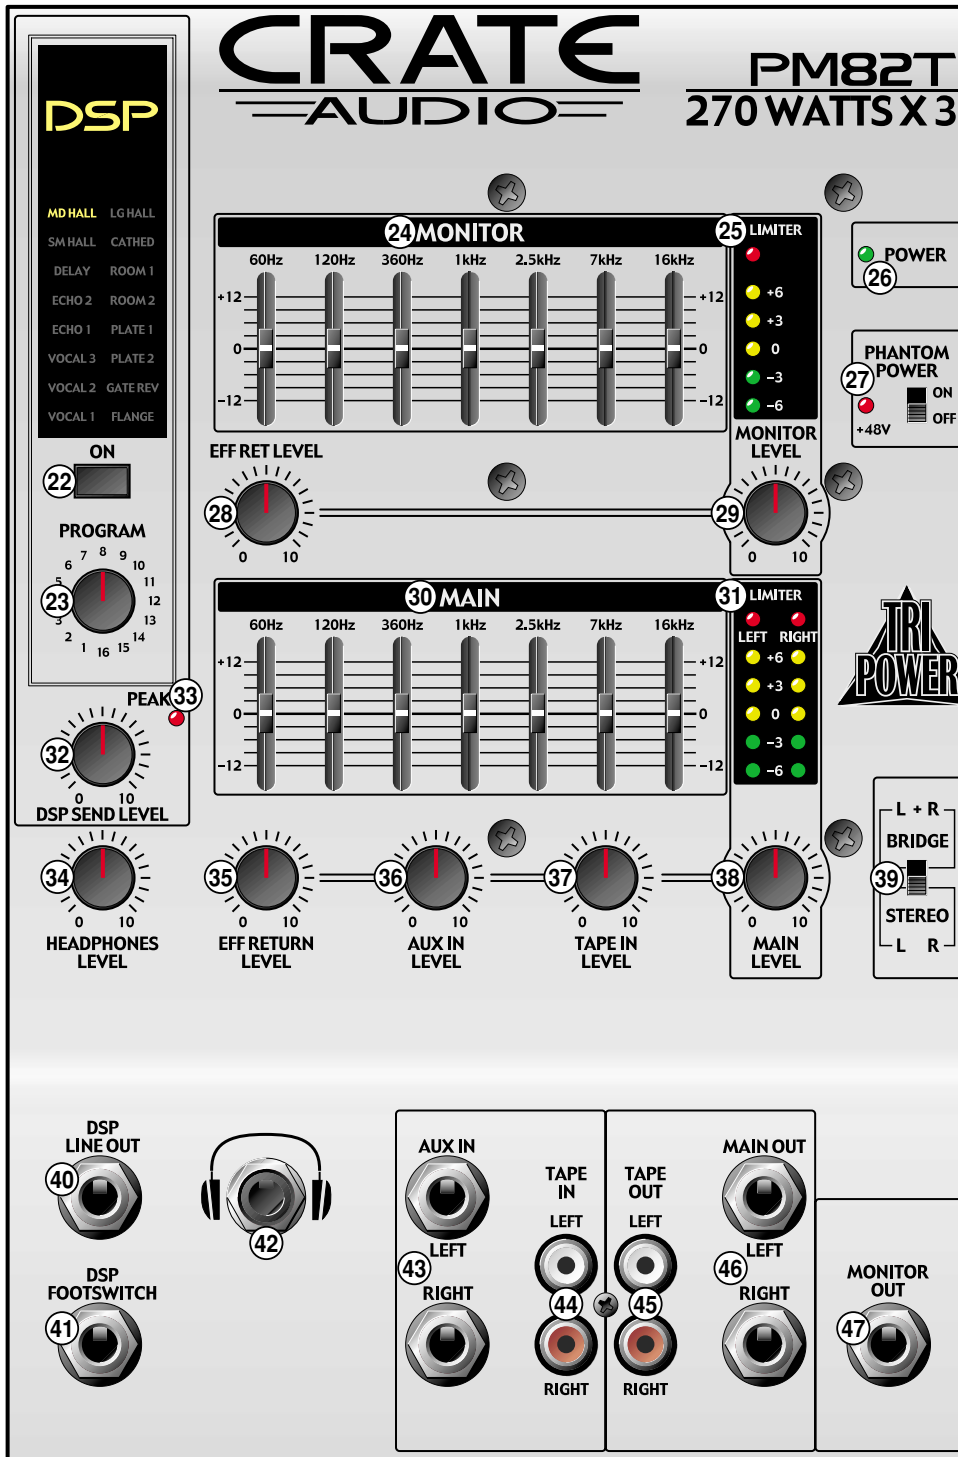 CRATE
AUDIO
PM82T
270 WATTS X 3
DSP
MD HALL LG HALL
SM HALL CATHED
DELAY ROOM 1
ECHO 2 ROOM 2
ECHO 1 PLATE 1
VOCAL 3 PLATE 2
VOCAL 2 GATE REV
VOCAL 1 FLANGE
ON
22
PROGRAM
1 2 3 5 6 7 8 9 10 11 12 13 14 15 16
23
PEAK
33
32
0 10
DSP SEND LEVEL
24 MONITOR
60Hz 120Hz 360Hz 1kHz 2.5kHz 7kHz 16kHz
+12 +12
0 0
-12 -12
25 LIMITER
+6
+3
0
-3
-6
MONITOR
LEVEL
29
0 10
POWER
26
PHANTOM
POWER
27
ON
OFF
+48V
EFF RET LEVEL
28
0 10
30 MAIN
60Hz 120Hz 360Hz 1kHz 2.5kHz 7kHz 16kHz
+12 +12
0 0
-12 -12
31 LIMITER
LEFT RIGHT
+6
+3
0
-3
-6
TRI
POWER
34
0 10
HEADPHONES
LEVEL
35
0 10
EFF RETURN
LEVEL
36
0 10
AUX IN
LEVEL
37
0 10
TAPE IN
LEVEL
38
0 10
MAIN
LEVEL
L + R
BRIDGE
39
STEREO
L R
DSP
LINE OUT
40
DSP
FOOTSWITCH
41
42
AUX IN
LEFT
43
RIGHT
TAPE
IN
LEFT
44
RIGHT
TAPE
OUT
LEFT
45
RIGHT
MAIN OUT
LEFT
46
RIGHT
MONITOR
OUT
47